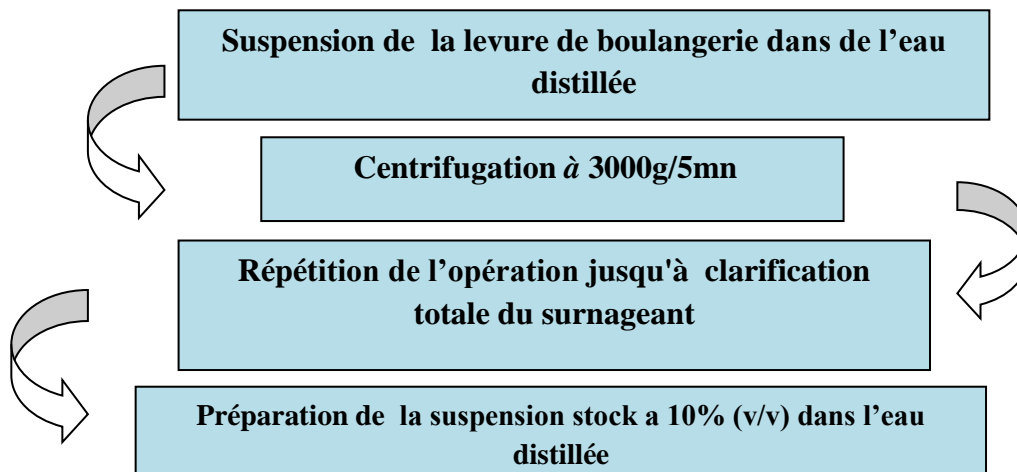 Suspension de la levure de boulangerie dans de l’eau
distillée
Centrifugation à 3000g/5mn
Répétition de l’opération jusqu'à clarification
totale du surnageant
Préparation de la suspension stock a 10% (v/v) dans l’eau
distillée